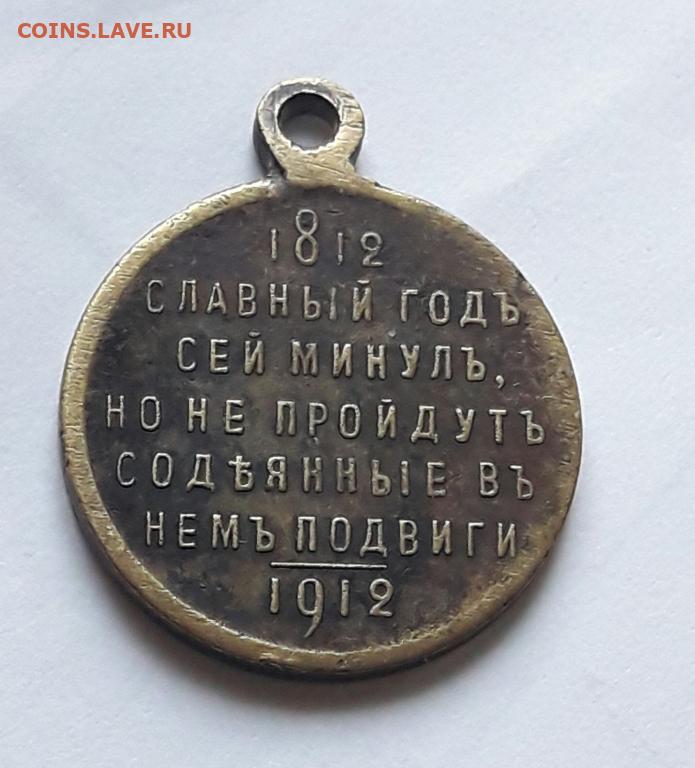 COINS.LAVE.RU
1812
СЛАВНЫЙ ГОДЪ
СЕЙ МИНУЛЪ,
НО НЕ ПРОЙДУТЪ
СОДѢЯННЫЕ ВЪ
НЕМЪ ПОДВИГИ
1912